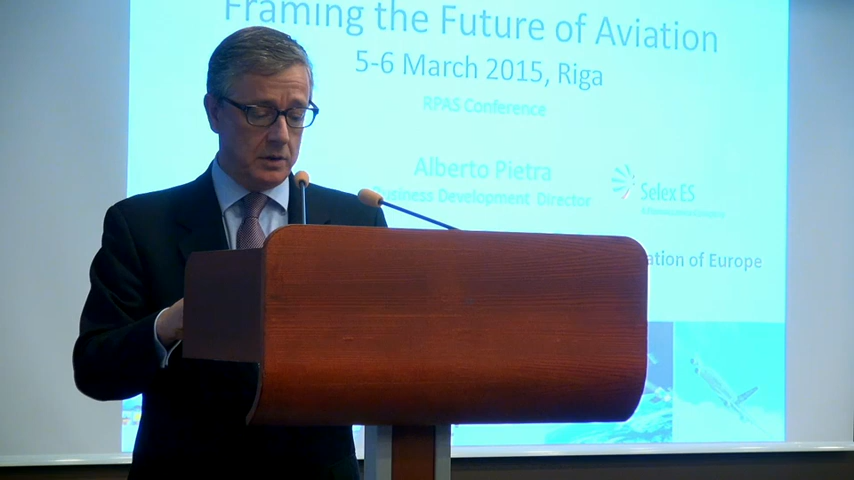 Framing the Future of Aviation
5-6 March 2015, Riga
RPAS Conference
Alberto Pietra
Business Development Director
Selex ES
ation of Europe